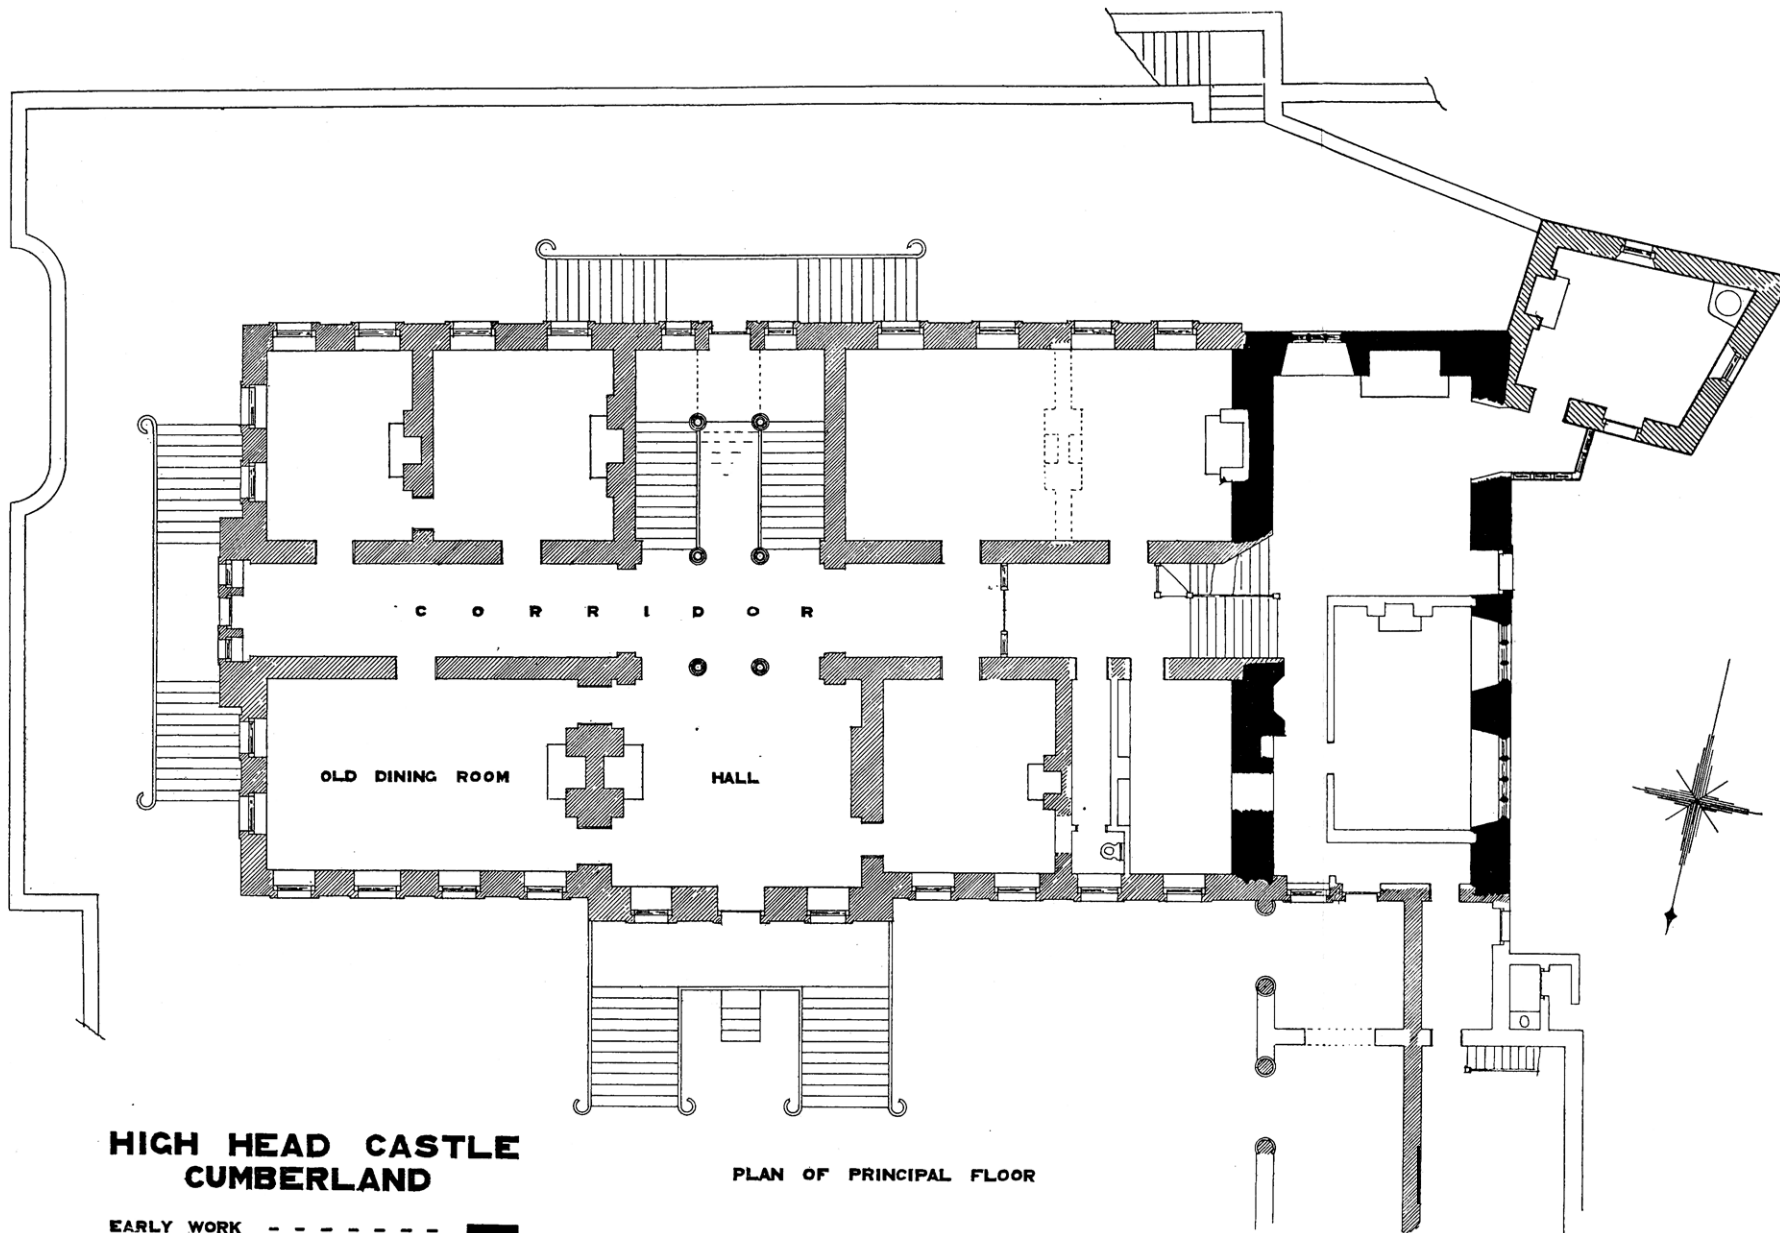 CORRIDOR
OLD DINING ROOM
HALL
HIGH HEAD CASTLE
CUMBERLAND
PLAN OF PRINCIPAL FLOOR
EARLY WORK - - - - - - -